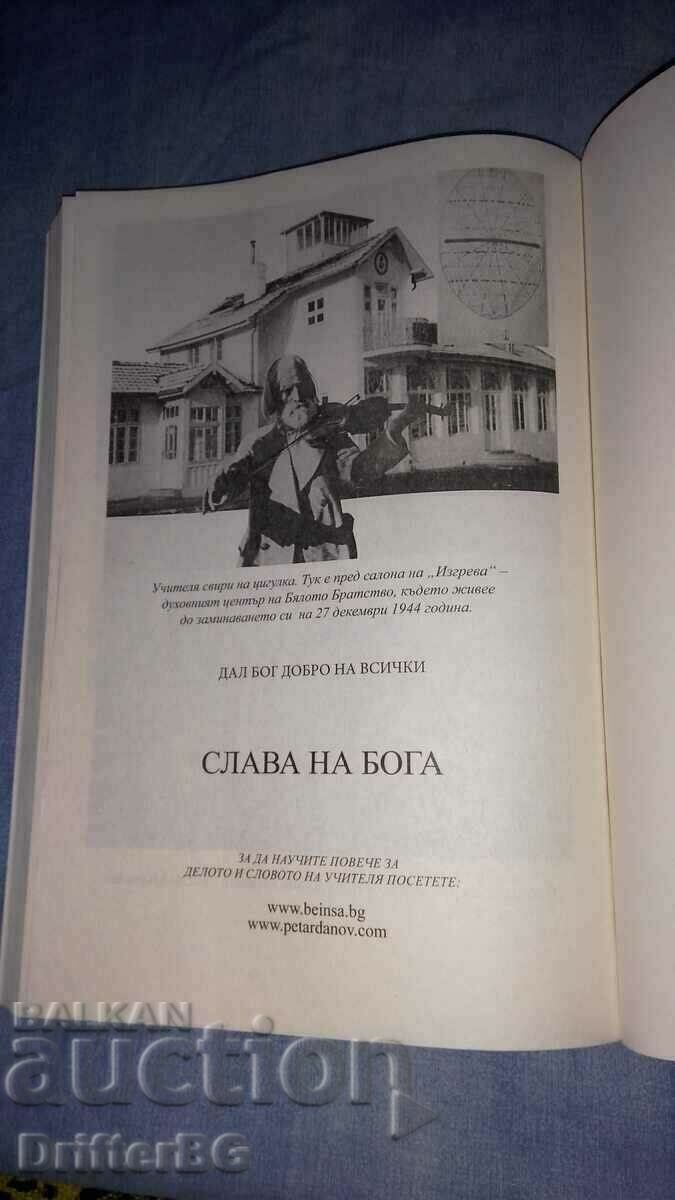 Учителя свири на цигулка. Тук е пред салона на „Изгрева“ –
духовният център на Бялото Братство, където живее
до заминаването си на 27 декември 1944 година.
ДАЛ БОГ ДОБРО НА ВСИЧКИ
СЛАВА НА БОГА
ЗА ДА НАУЧИТЕ ПОВЕЧЕ ЗА
ДЕЛОТО И СЛОВОТО НА УЧИТЕЛЯ ПОСЕТЕТЕ:
www.beinsa.bg
www.petardanov.com
BALKAN
auction
DrifterBG